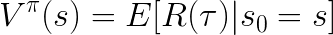 V^π(s) = E[R(τ)|s_0 = s]